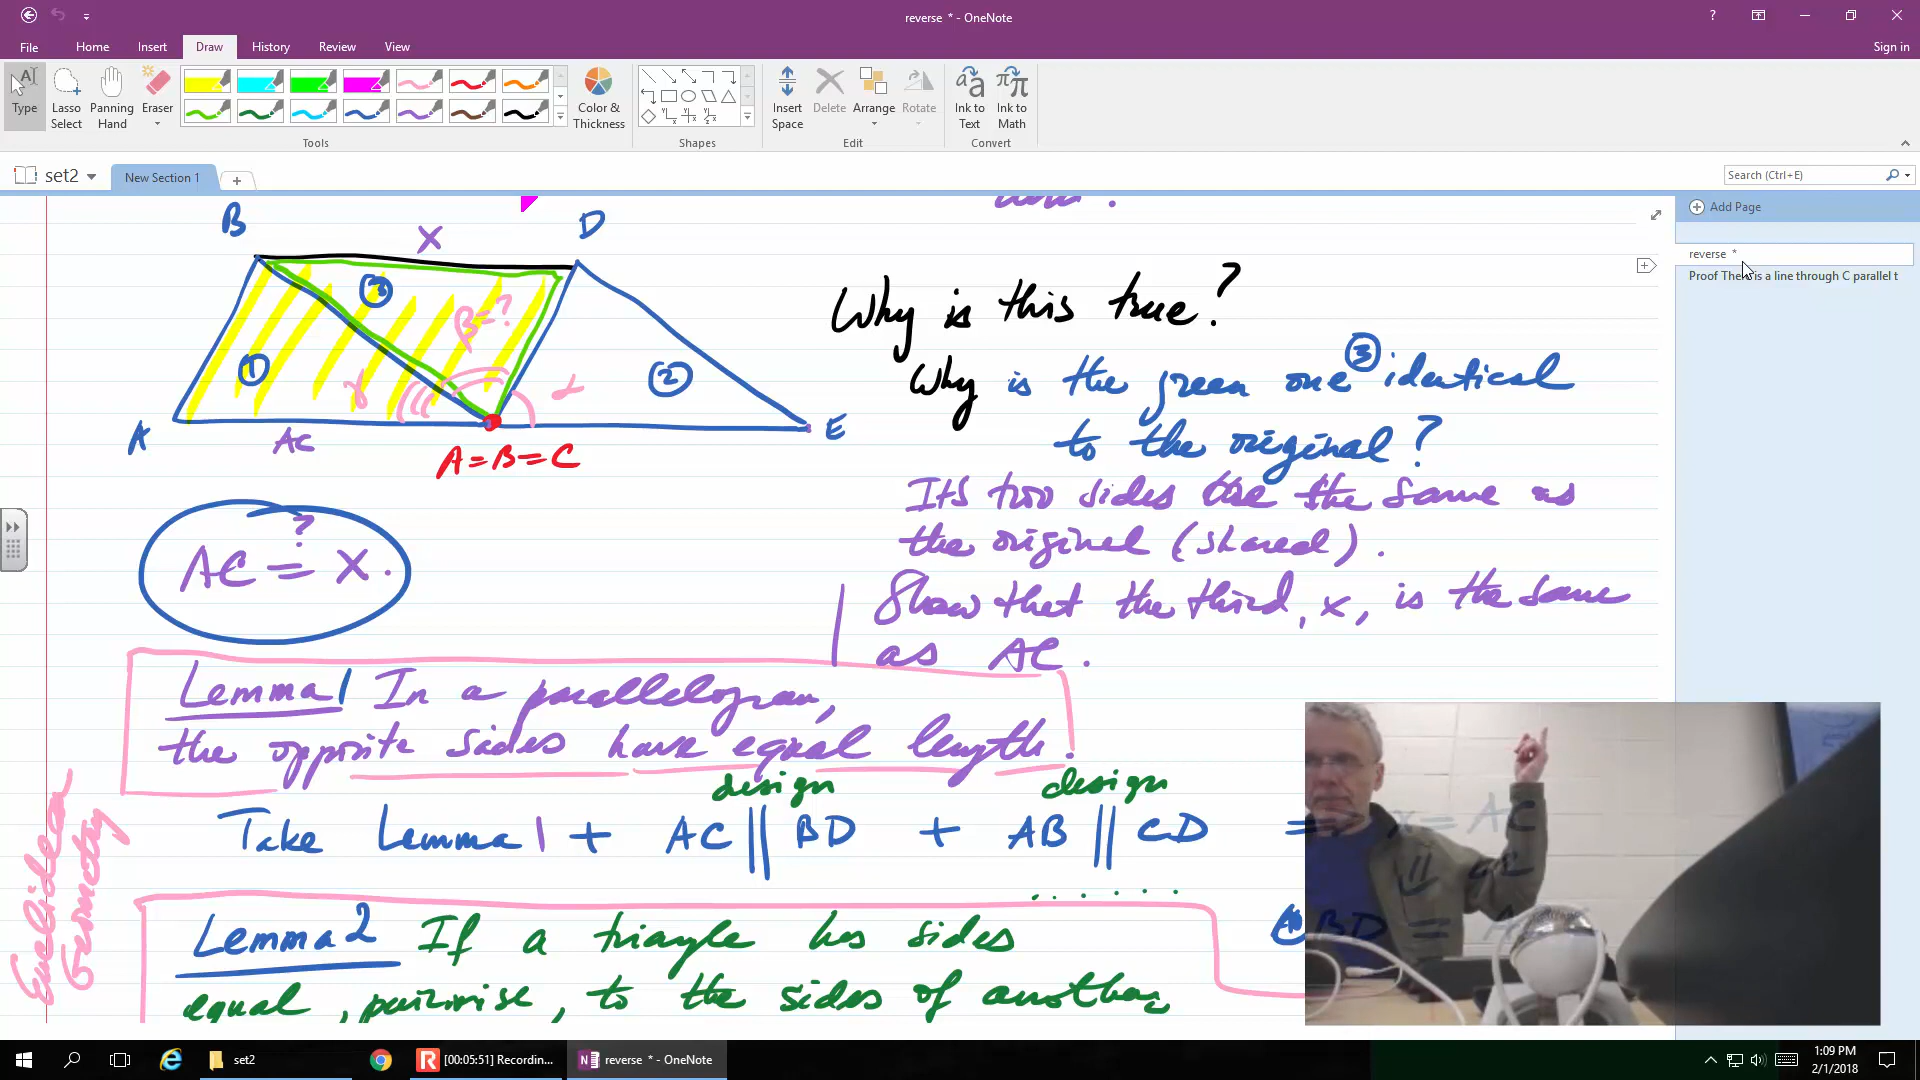 reverse * - OneNote
File Home Insert Draw History Review View
Sign in
Type
Lasso Select
Panning Hand
Eraser
Color & Thickness
Insert Space
Delete
Arrange
Rotate
Ink to Text
Ink to Math
Tools
Shapes
Edit
Convert
set2
New Section 1
Search (Ctrl+E)
Add Page
reverse *
Proof There is a line through C parallel t
B
X
D
3
β=?
1
γ
α
2
A
AC
E
A=B=C
Why is this true?
Why is the green one 3 identical
to the original?
Its two sides are the same as
the original (shared).
Show that the third, x, is the same
as AC.
AC ?= X.
Lemma 1 In a parallelogram,
the opposite sides have equal length.
design design
Take Lemma 1 + AC || BD + AB || CD => x = AC
BD =
Euclidean
Geometry
Lemma 2 If a triangle has sides
equal, pairwise, to the sides of another,
set2
[00:05:51] Recordin...
reverse * - OneNote
1:09 PM
2/1/2018